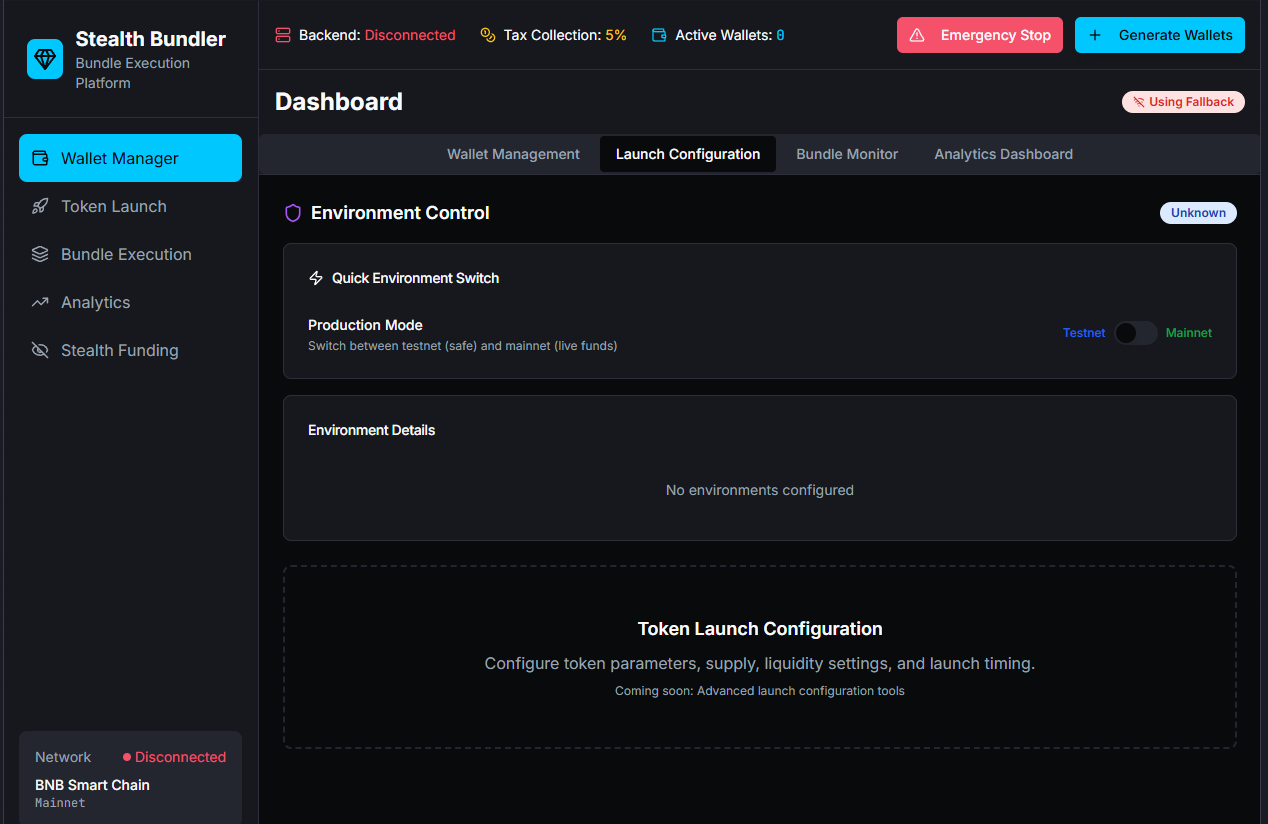 Stealth Bundler
Bundle Execution
Platform
Backend: Disconnected
Tax Collection: 5%
Active Wallets: 0
Emergency Stop
Generate Wallets
Dashboard
Using Fallback
Wallet Manager
Token Launch
Bundle Execution
Analytics
Stealth Funding
Wallet Management
Launch Configuration
Bundle Monitor
Analytics Dashboard
Environment Control
Unknown
Quick Environment Switch
Production Mode
Switch between testnet (safe) and mainnet (live funds)
Testnet
Mainnet
Environment Details
No environments configured
Token Launch Configuration
Configure token parameters, supply, liquidity settings, and launch timing.
Coming soon: Advanced launch configuration tools
Network
Disconnected
BNB Smart Chain
Mainnet